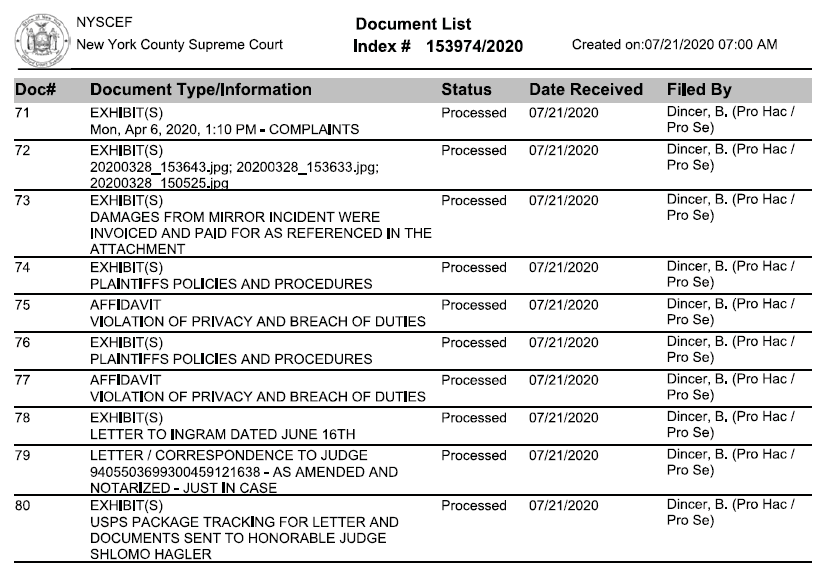 NYSCEF
New York County Supreme Court
Document List
Index # 153974/2020
Created on:07/21/2020 07:00 AM
Doc# Document Type/Information Status Date Received Filed By
71 EXHIBIT(S) Processed 07/21/2020 Dincer, B. (Pro Hac /
Mon, Apr 6, 2020, 1:10 PM - COMPLAINTS Pro Se)
72 EXHIBIT(S) Processed 07/21/2020 Dincer, B. (Pro Hac /
20200328_153643.jpg; 20200328_153633.jpg; Pro Se)
20200328_150525.jpg
73 EXHIBIT(S) Processed 07/21/2020 Dincer, B. (Pro Hac /
DAMAGES FROM MIRROR INCIDENT WERE Pro Se)
INVOICED AND PAID FOR AS REFERENCED IN THE
ATTACHMENT
74 EXHIBIT(S) Processed 07/21/2020 Dincer, B. (Pro Hac /
PLAINTIFFS POLICIES AND PROCEDURES Pro Se)
75 AFFIDAVIT Processed 07/21/2020 Dincer, B. (Pro Hac /
VIOLATION OF PRIVACY AND BREACH OF DUTIES Pro Se)
76 EXHIBIT(S) Processed 07/21/2020 Dincer, B. (Pro Hac /
PLAINTIFFS POLICIES AND PROCEDURES Pro Se)
77 AFFIDAVIT Processed 07/21/2020 Dincer, B. (Pro Hac /
VIOLATION OF PRIVACY AND BREACH OF DUTIES Pro Se)
78 EXHIBIT(S) Processed 07/21/2020 Dincer, B. (Pro Hac /
LETTER TO INGRAM DATED JUNE 16TH Pro Se)
79 LETTER / CORRESPONDENCE TO JUDGE Processed 07/21/2020 Dincer, B. (Pro Hac /
9405503699300459121638 - AS AMENDED AND Pro Se)
NOTARIZED - JUST IN CASE
80 EXHIBIT(S) Processed 07/21/2020 Dincer, B. (Pro Hac /
USPS PACKAGE TRACKING FOR LETTER AND Pro Se)
DOCUMENTS SENT TO HONORABLE JUDGE
SHLOMO HAGLER